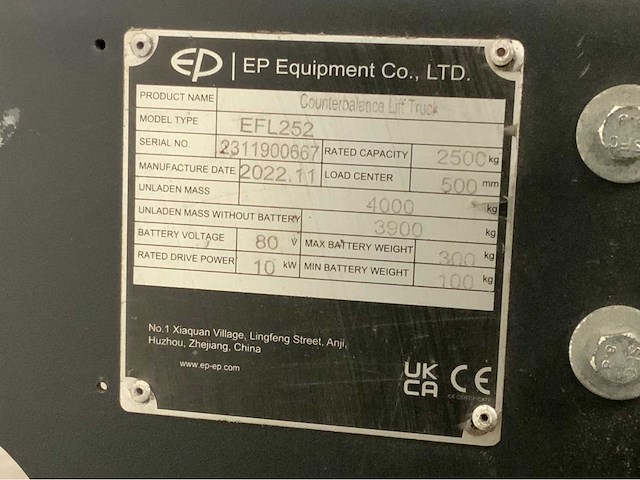 EP | EP Equipment Co., LTD.
PRODUCT NAME Counterbalance Lift Truck
MODEL TYPE EFL252
SERIAL NO. 2311900667 RATED CAPACITY 2500 kg
MANUFACTURE DATE 2022.11 LOAD CENTER 500 mm
UNLADEN MASS 4000 kg
UNLADEN MASS WITHOUT BATTERY 3900 kg
BATTERY VOLTAGE 80 V MAX BATTERY WEIGHT 300 kg
RATED DRIVE POWER 10 kW MIN BATTERY WEIGHT 100 kg
No.1 Xiaquan Village, Lingfeng Street, Anji,
Huzhou, Zhejiang, China
www.ep-ep.com
UK
CA CE